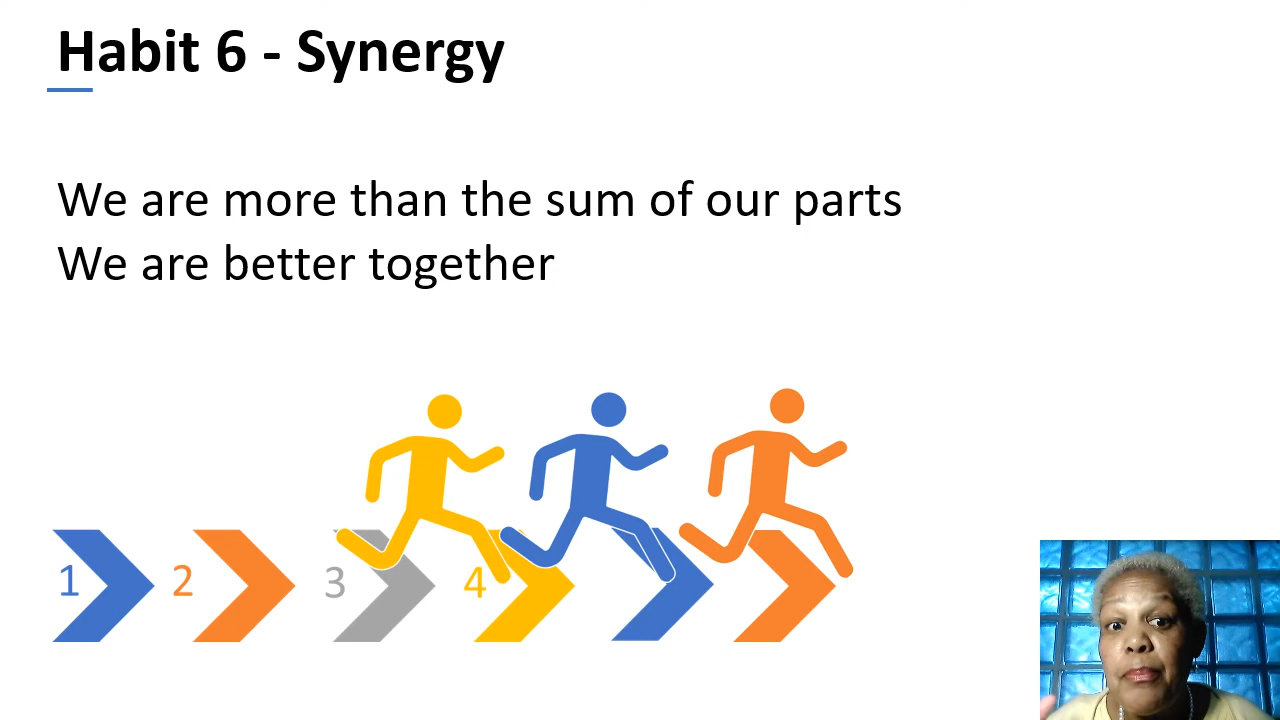 Habit 6 - Synergy
We are more than the sum of our parts
We are better together
1 2 3 4